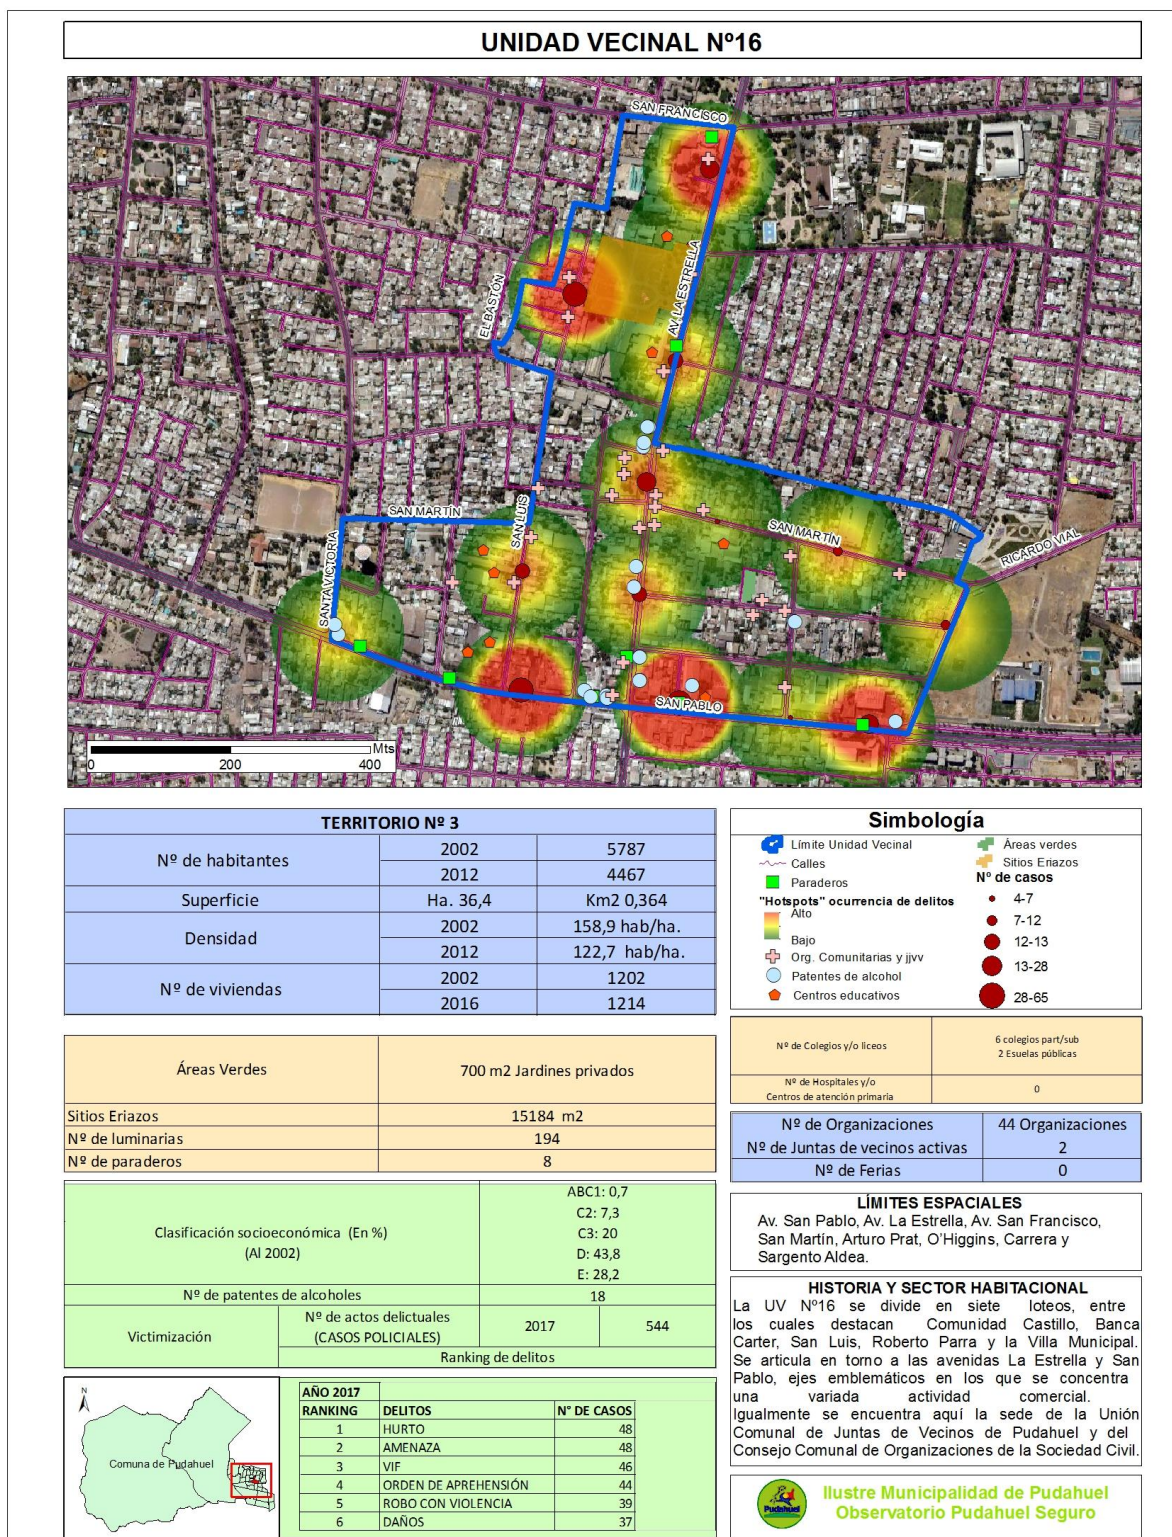 UNIDAD VECINAL Nº16
SAN FRANCISCO
EL BASTÓN
AV. LA ESTRELLA
SAN MARTÍN
SAN LUIS
SANTA VICTORIA
SAN MARTÍN
RICARDO VIAL
SAN PABLO
Mts
0 200 400
TERRITORIO Nº 3
Nº de habitantes 2002 5787
2012 4467
Superficie Ha. 36,4 Km2 0,364
Densidad 2002 158,9 hab/ha.
2012 122,7 hab/ha.
Nº de viviendas 2002 1202
2016 1214
Simbología
Límite Unidad Vecinal
Calles
Paraderos
"Hotspots" ocurrencia de delitos
Alto
Bajo
Org. Comunitarias y jjvv
Patentes de alcohol
Centros educativos
Áreas verdes
Sitios Eriazos
Nº de casos
4-7
7-12
12-13
13-28
28-65
Áreas Verdes 700 m2 Jardines privados
Sitios Eriazos 15184 m2
Nº de luminarias 194
Nº de paraderos 8
Nº de Colegios y/o liceos 6 colegios part/sub
2 Esuelas públicas
Nº de Hospitales y/o
Centros de atención primaria 0
Nº de Organizaciones 44 Organizaciones
Nº de Juntas de vecinos activas 2
Nº de Ferias 0
Clasificación socioeconómica (En %)
(Al 2002)
ABC1: 0,7
C2: 7,3
C3: 20
D: 43,8
E: 28,2
Nº de patentes de alcoholes 18
Victimización Nº de actos delictuales
(CASOS POLICIALES) 2017 544
Ranking de delitos
LÍMITES ESPACIALES
Av. San Pablo, Av. La Estrella, Av. San Francisco,
San Martín, Arturo Prat, O'Higgins, Carrera y
Sargento Aldea.
HISTORIA Y SECTOR HABITACIONAL
La UV Nº16 se divide en siete loteos, entre
los cuales destacan Comunidad Castillo, Banca
Carter, San Luis, Roberto Parra y la Villa Municipal.
Se articula en torno a las avenidas La Estrella y San
Pablo, ejes emblemáticos en los que se concentra
una variada actividad comercial.
Igualmente se encuentra aquí la sede de la Unión
Comunal de Juntas de Vecinos de Pudahuel y del
Consejo Comunal de Organizaciones de la Sociedad Civil.
N
Comuna de Pudahuel
AÑO 2017
RANKING DELITOS N° DE CASOS
1 HURTO 48
2 AMENAZA 48
3 VIF 46
4 ORDEN DE APREHENSIÓN 44
5 ROBO CON VIOLENCIA 39
6 DAÑOS 37
Pudahuel
Ilustre Municipalidad de Pudahuel
Observatorio Pudahuel Seguro